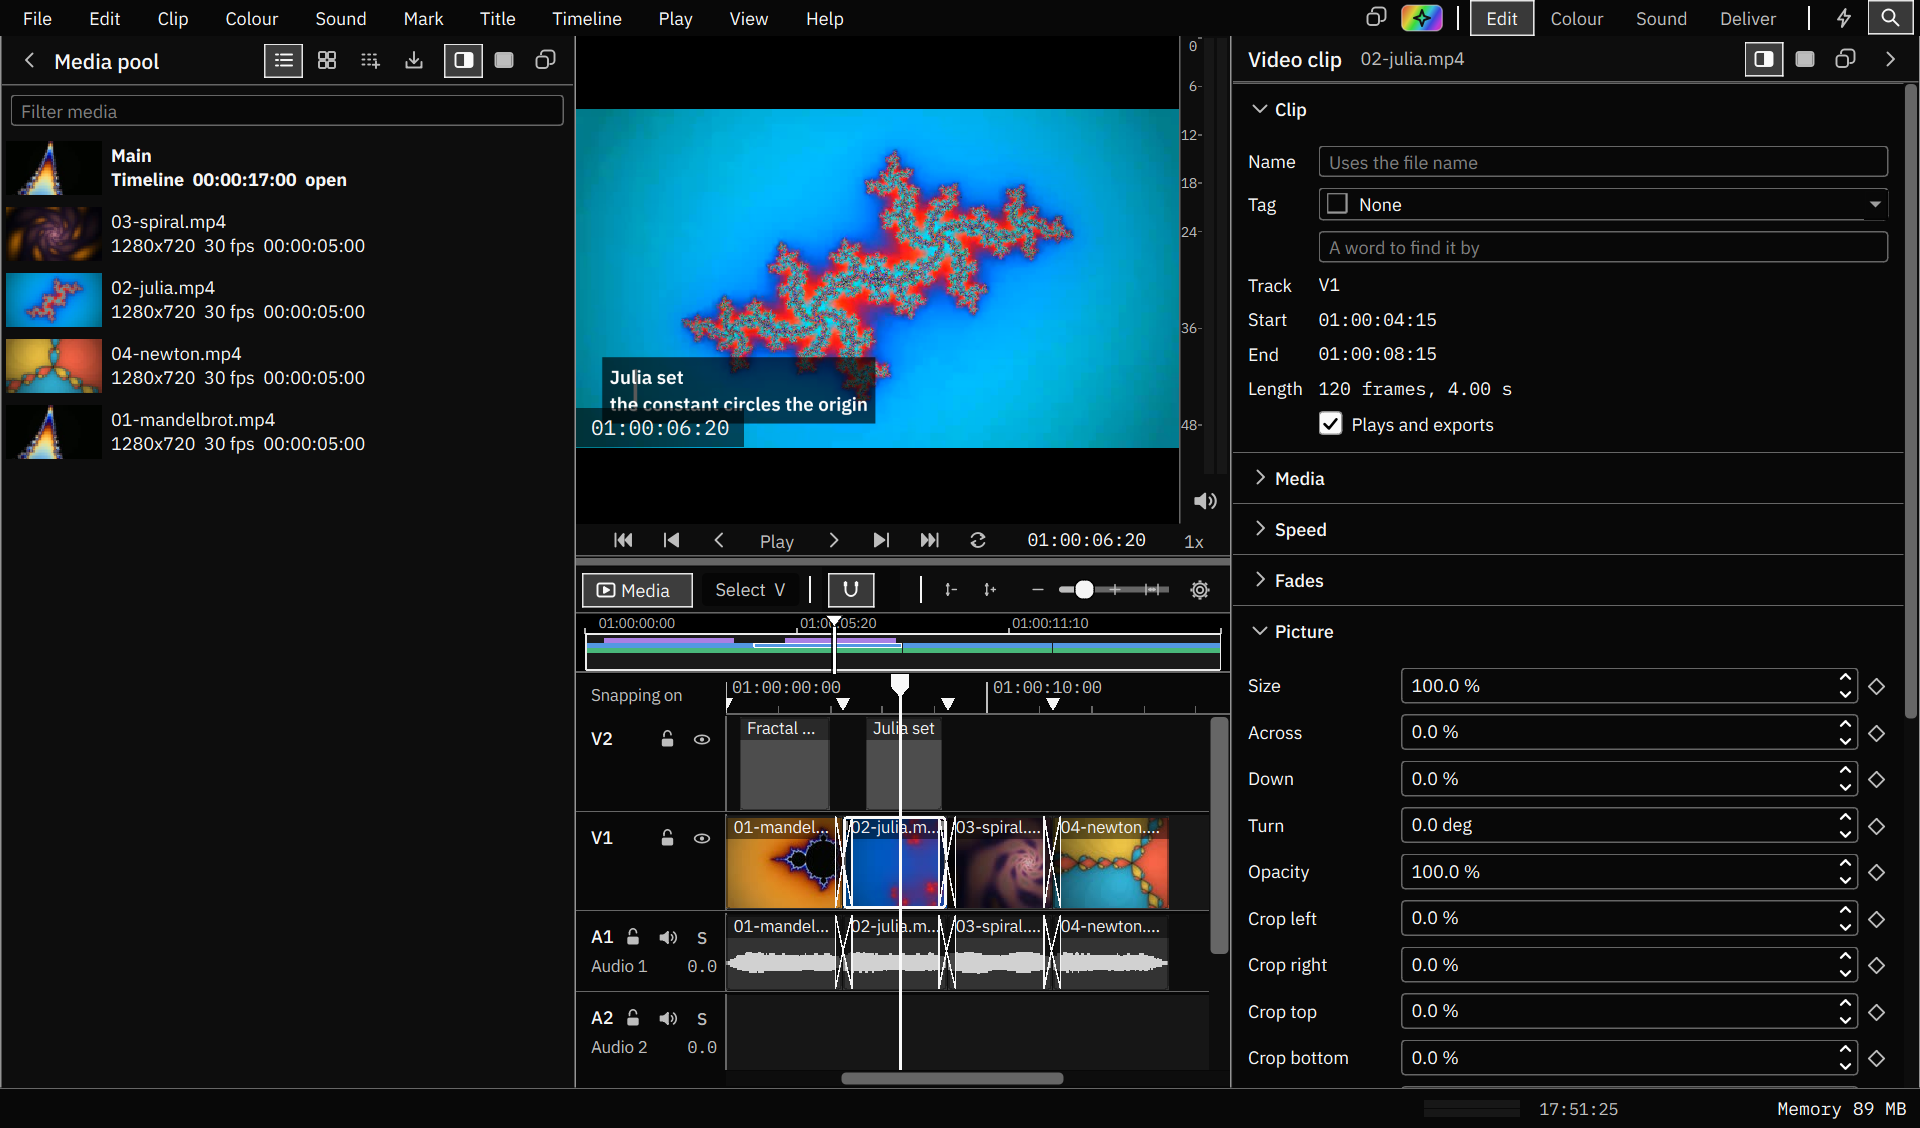 File Edit Clip Colour Sound Mark Title Timeline Play View Help
Edit Colour Sound Deliver
Media pool
Filter media
Main
Timeline 00:00:17:00 open
03-spiral.mp4
1280x720 30 fps 00:00:05:00
02-julia.mp4
1280x720 30 fps 00:00:05:00
04-newton.mp4
1280x720 30 fps 00:00:05:00
01-mandelbrot.mp4
1280x720 30 fps 00:00:05:00
Julia set
the constant circles the origin
01:00:06:20
0-
6-
12-
18-
24-
36-
48-
Play 01:00:06:20 1x
Media Select V
01:00:00:00 01:00:05:20 01:00:11:10
Snapping on 01:00:00:00 01:00:10:00
V2 Fractal ... Julia set
V1 01-mandel... 02-julia.m... 03-spiral.... 04-newton....
A1 S 01-mandel... 02-julia.m... 03-spiral.... 04-newton....
Audio 1 0.0
A2 S
Audio 2 0.0
Video clip 02-julia.mp4
Clip
Name Uses the file name
Tag None
A word to find it by
Track V1
Start 01:00:04:15
End 01:00:08:15
Length 120 frames, 4.00 s
Plays and exports
Media
Speed
Fades
Picture
Size 100.0 %
Across 0.0 %
Down 0.0 %
Turn 0.0 deg
Opacity 100.0 %
Crop left 0.0 %
Crop right 0.0 %
Crop top 0.0 %
Crop bottom 0.0 %
17:51:25 Memory 89 MB